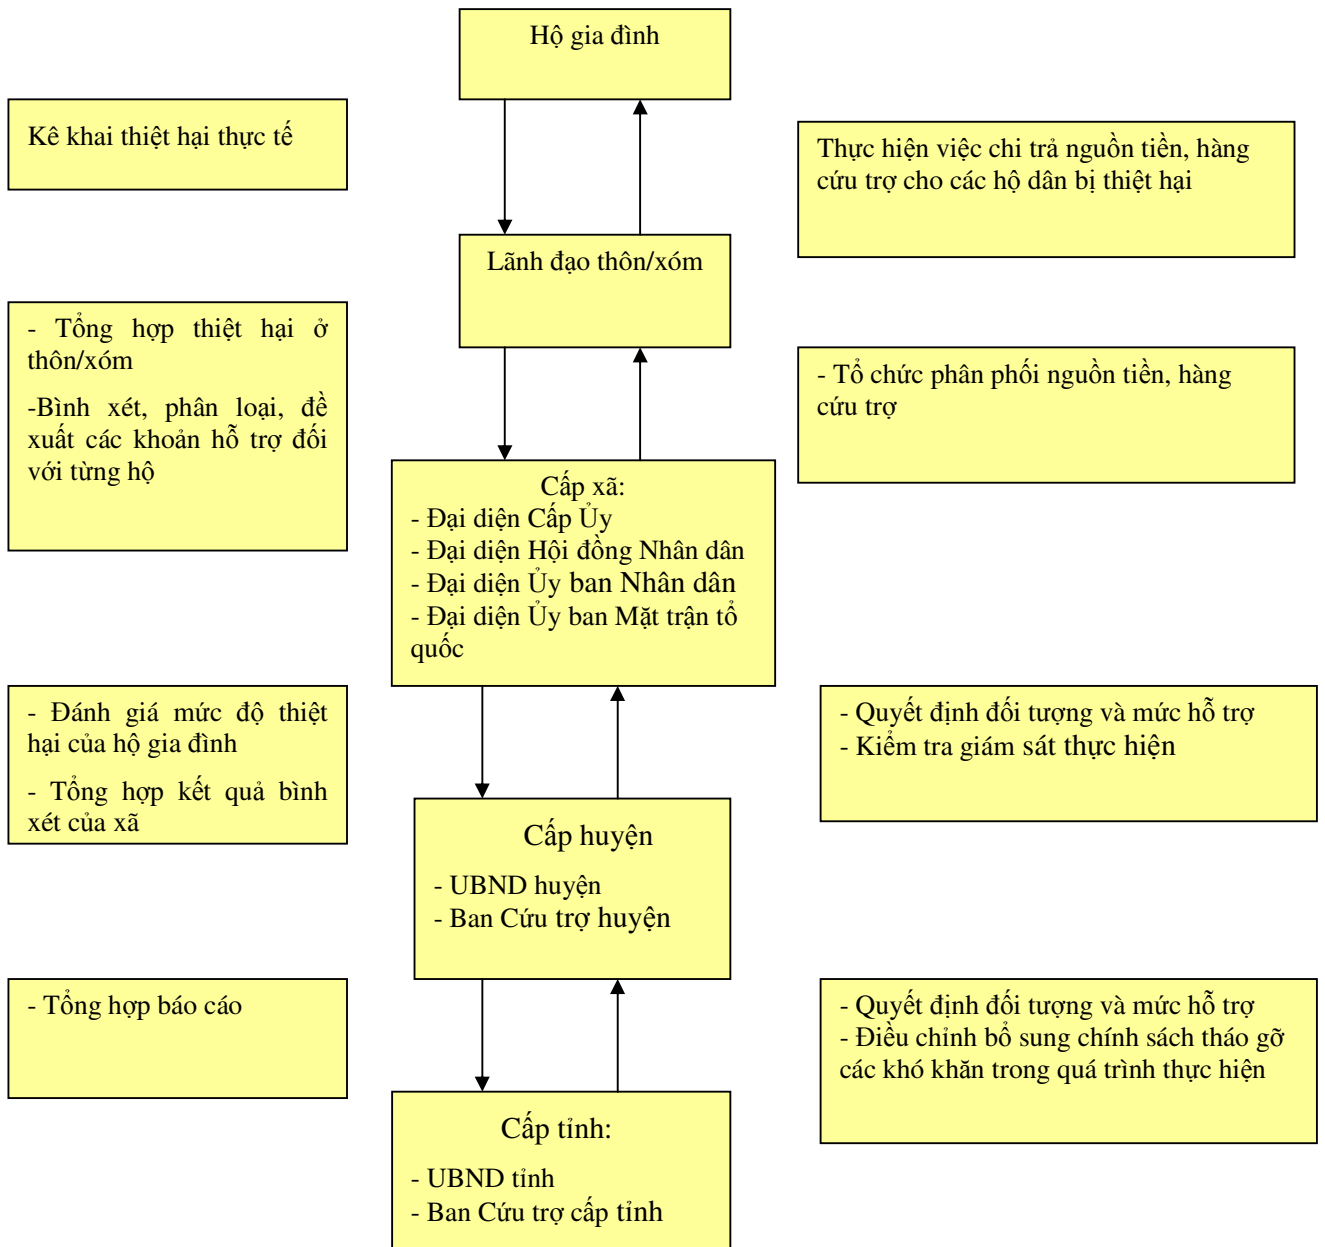 Hộ gia đình
Kê khai thiệt hại thực tế
Thực hiện việc chi trả nguồn tiền, hàng
cứu trợ cho các hộ dân bị thiệt hại
Lãnh đạo thôn/xóm
- Tổng hợp thiệt hại ở
thôn/xóm
-Bình xét, phân loại, đề
xuất các khoản hỗ trợ đối
với từng hộ
- Tổ chức phân phối nguồn tiền, hàng
cứu trợ
Cấp xã:
- Đại diện Cấp Ủy
- Đại diện Hội đồng Nhân dân
- Đại diện Ủy ban Nhân dân
- Đại diện Ủy ban Mặt trận tổ
quốc
- Đánh giá mức độ thiệt
hại của hộ gia đình
- Tổng hợp kết quả bình
xét của xã
- Quyết định đối tượng và mức hỗ trợ
- Kiểm tra giám sát thực hiện
Cấp huyện
- UBND huyện
- Ban Cứu trợ huyện
- Tổng hợp báo cáo
- Quyết định đối tượng và mức hỗ trợ
- Điều chỉnh bổ sung chính sách tháo gỡ
các khó khăn trong quá trình thực hiện
Cấp tỉnh:
- UBND tỉnh
- Ban Cứu trợ cấp tỉnh